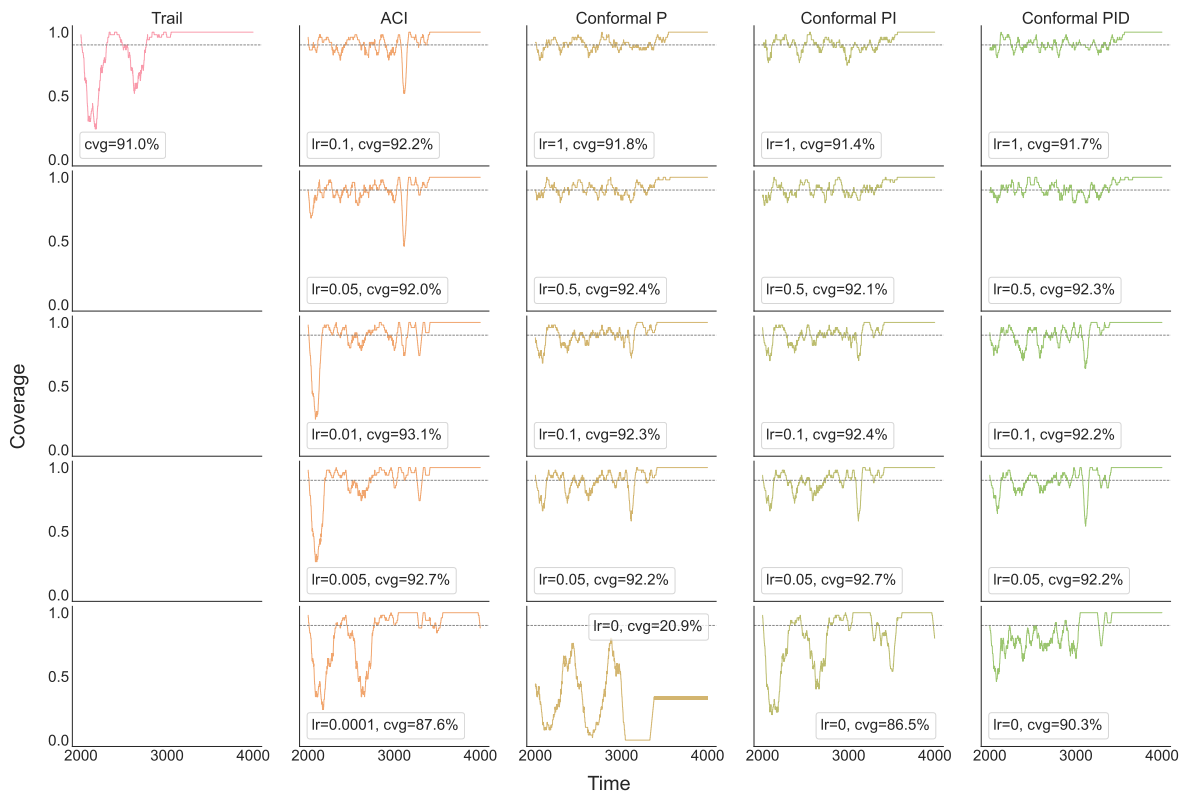 Trail ACI Conformal P Conformal PI Conformal PID
1.0
0.5
cvg=91.0% lr=0.1, cvg=92.2% lr=1, cvg=91.8% lr=1, cvg=91.4% lr=1, cvg=91.7%
0.0
1.0
0.5
lr=0.05, cvg=92.0% lr=0.5, cvg=92.4% lr=0.5, cvg=92.1% lr=0.5, cvg=92.3%
0.0
1.0
0.5
Coverage
lr=0.01, cvg=93.1% lr=0.1, cvg=92.3% lr=0.1, cvg=92.4% lr=0.1, cvg=92.2%
0.0
1.0
0.5
lr=0.005, cvg=92.7% lr=0.05, cvg=92.2% lr=0.05, cvg=92.7% lr=0.05, cvg=92.2%
0.0
1.0
lr=0, cvg=20.9%
0.5
lr=0.0001, cvg=87.6% lr=0, cvg=86.5% lr=0, cvg=90.3%
0.0
2000 3000 4000 2000 3000 4000 2000 3000 4000 2000 3000 4000 2000 3000 4000
Time